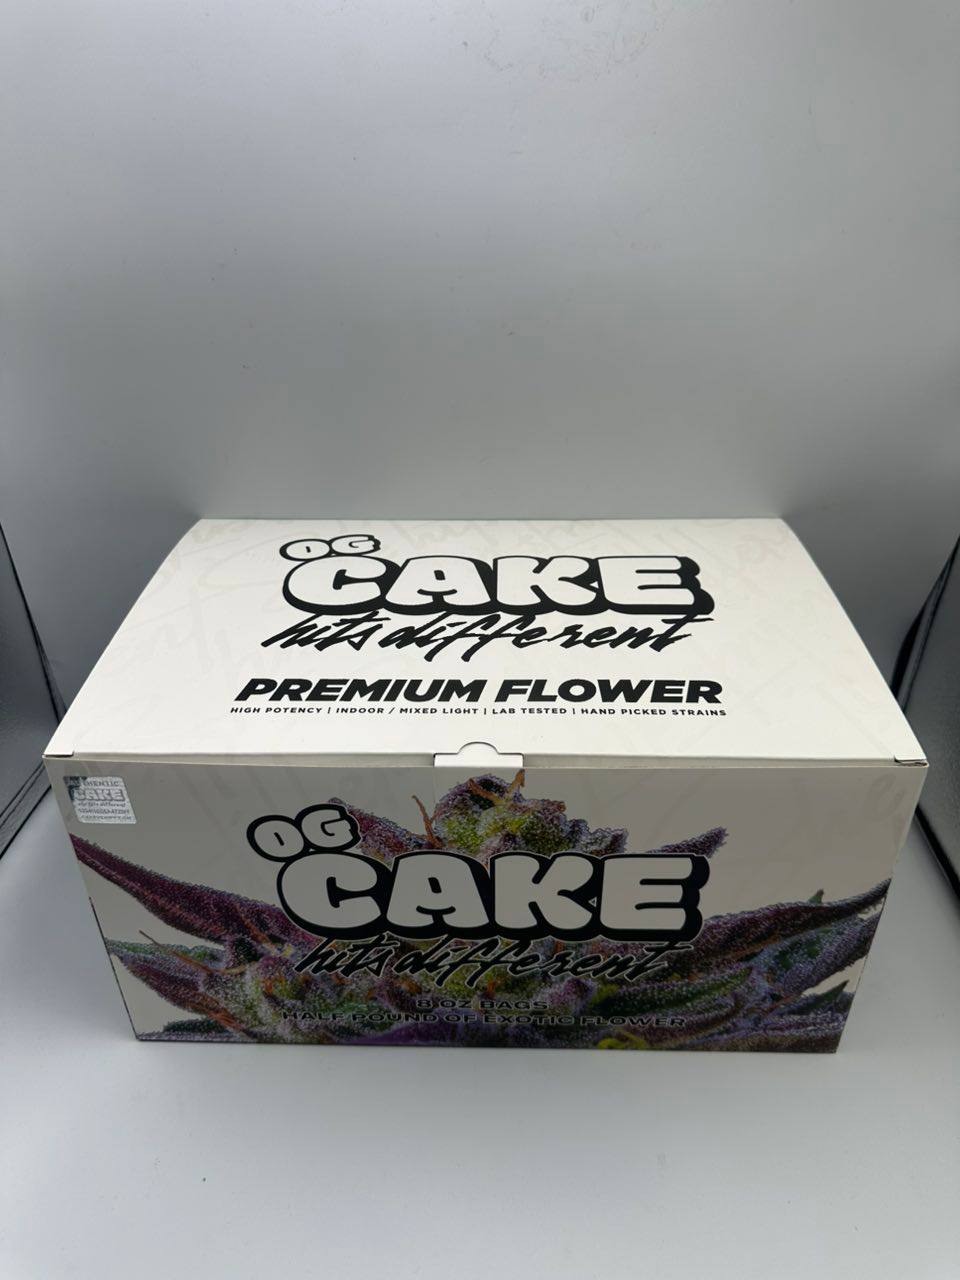 OG
CAKE
hits different
PREMIUM FLOWER
HIGH POTENCY | INDOOR / MIXED LIGHT | LAB TESTED | HAND PICKED STRAINS
CAKE
OG
CAKE
hits different
8 OZ BAGS
HALF POUND OF EXOTIC FLOWER